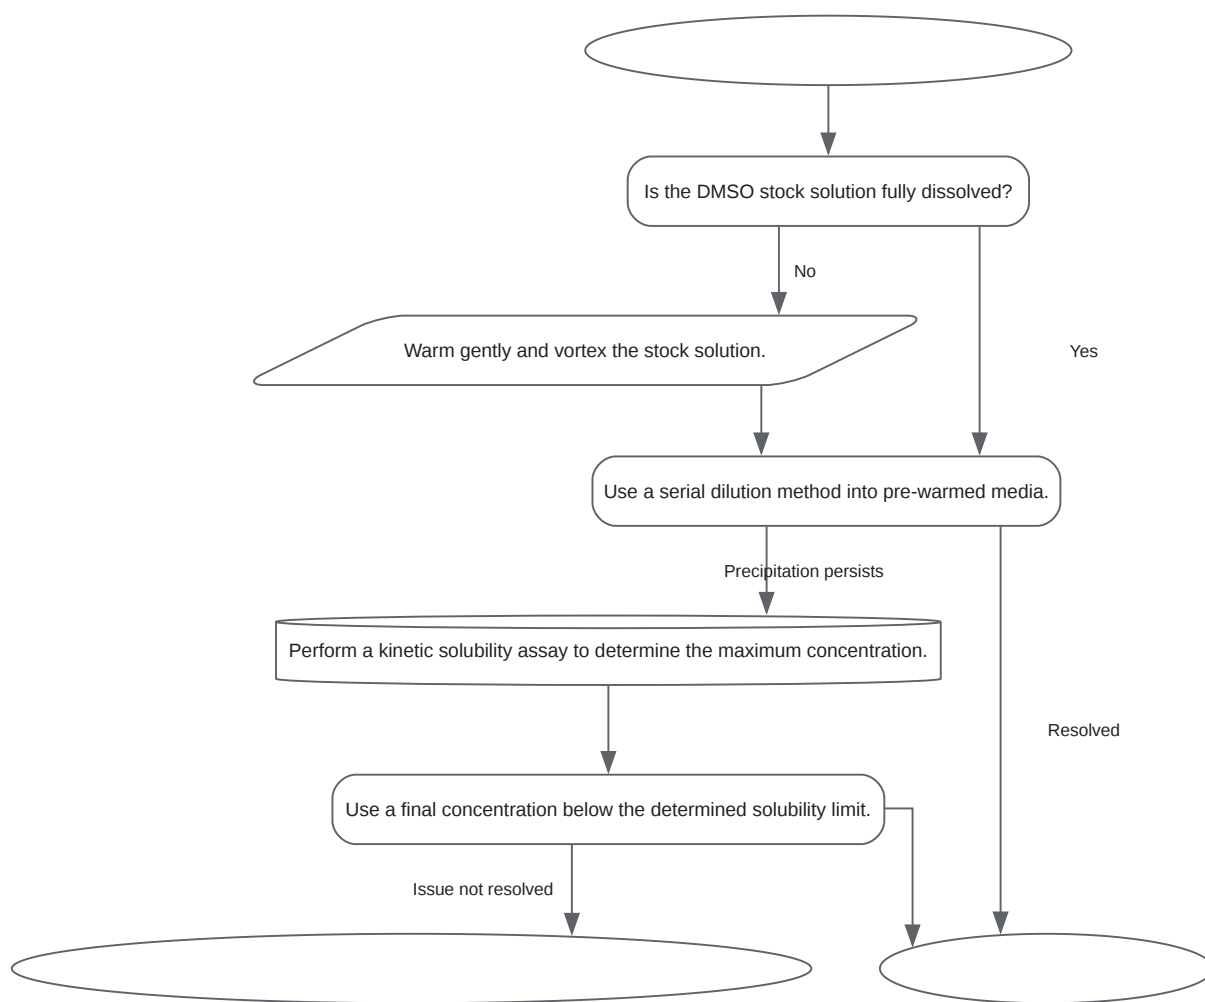 Is the DMSO stock solution fully dissolved?
No
Warm gently and vortex the stock solution.
Yes
Use a serial dilution method into pre-warmed media.
Precipitation persists
Perform a kinetic solubility assay to determine the maximum concentration.
Resolved
Use a final concentration below the determined solubility limit.
Issue not resolved